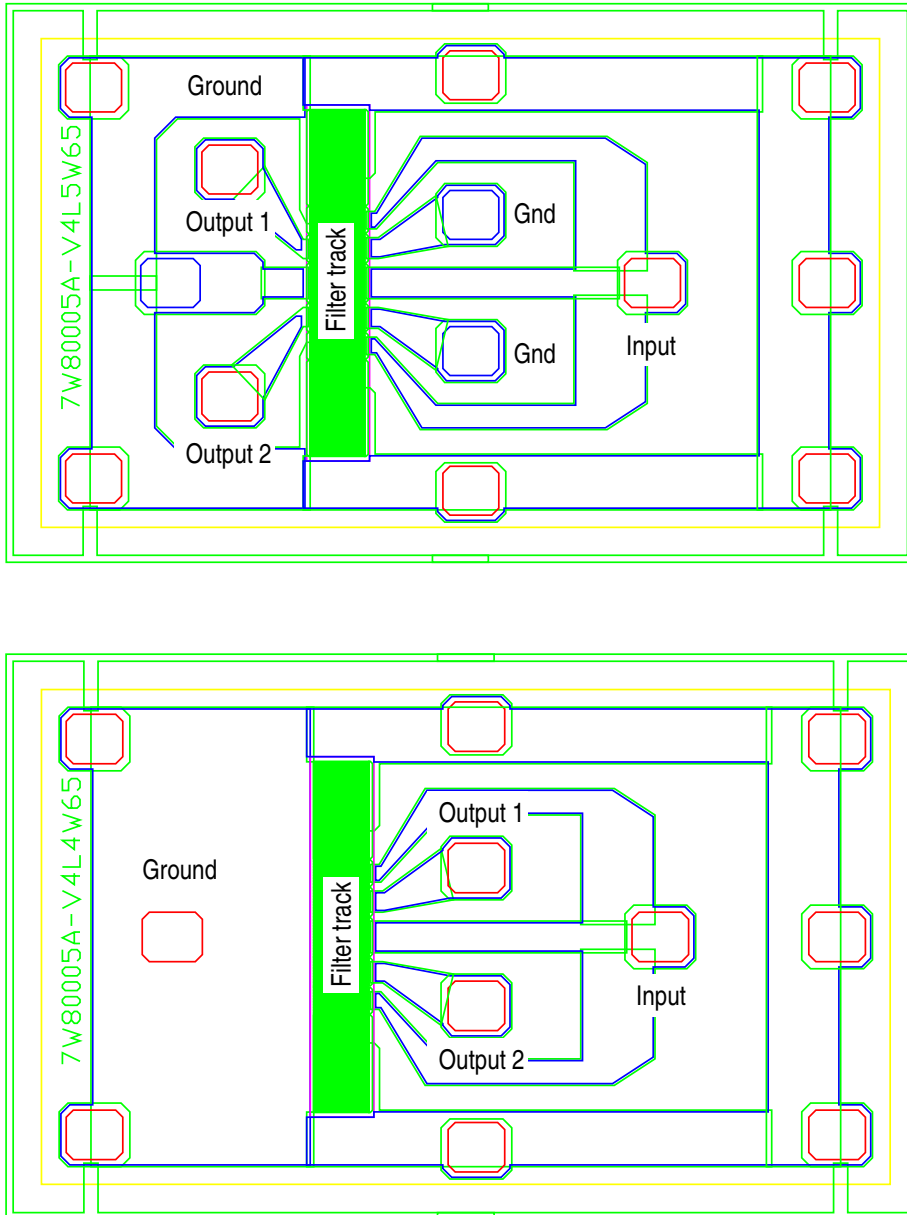 Ground
7W80005A-V4L5W65
Output 1
Gnd
Filter track
Gnd
Input
Output 2
7W80005A-V4L4W65
Output 1
Ground
Filter track
Input
Output 2